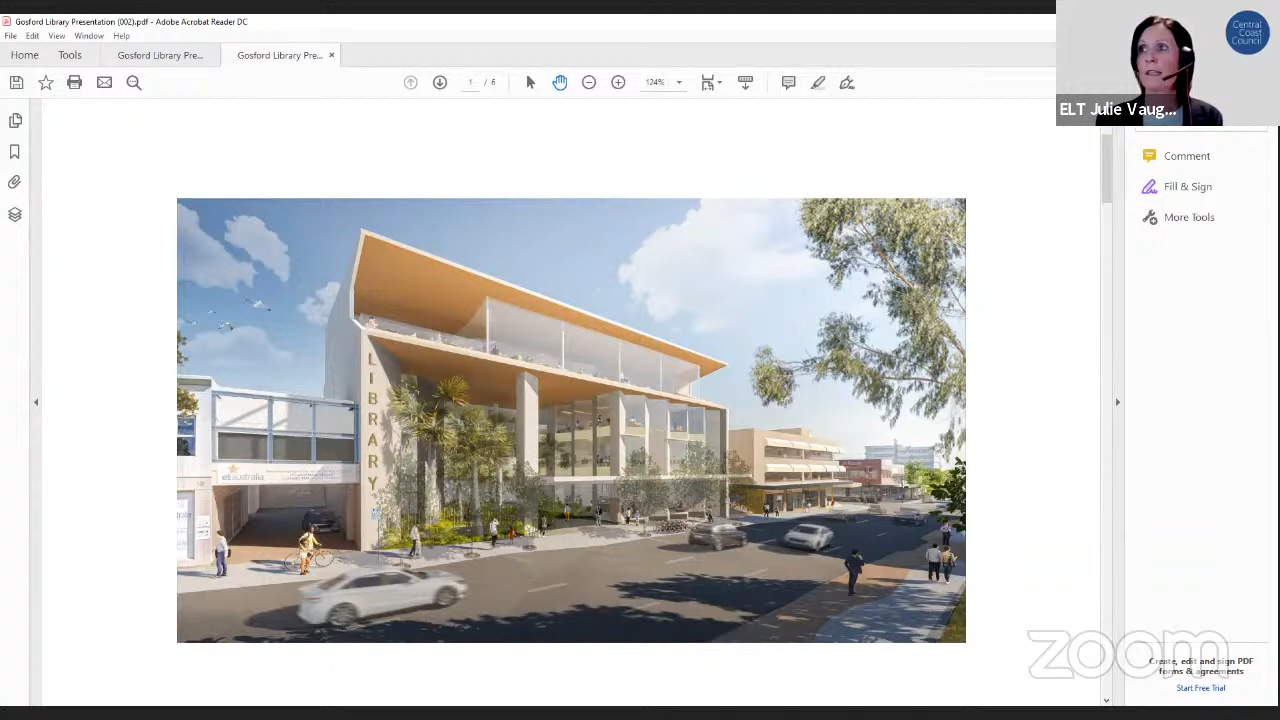 Gosford Library Presentation (002).pdf - Adobe Acrobat Reader DC
File Edit View Window Help
Home Tools Gosford Library Pre... Gosford Library Pre... ×
1 / 6 124%
Central
Coast
Council
ELT Julie Vaug...
Comment
Fill & Sign
More Tools
LIBRARY
etaustralia
zoom
Create, edit and sign PDF
forms & agreements
Start Free Trial